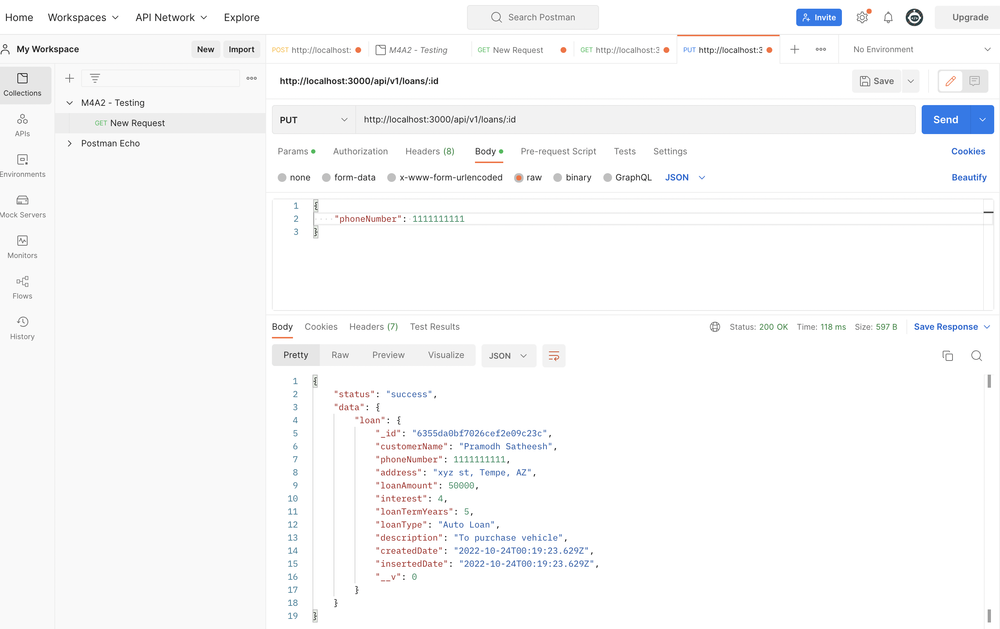 Home Workspaces API Network Explore Search Postman Invite Upgrade
My Workspace New Import
POST http://localhost: M4A2 - Testing GET New Request GET http://localhost:3 PUT http://localhost:3 No Environment
Collections
APIs
Environments
Mock Servers
Monitors
Flows
History
M4A2 - Testing
GET New Request
Postman Echo
http://localhost:3000/api/v1/loans/:id Save
PUT http://localhost:3000/api/v1/loans/:id Send
Params Authorization Headers (8) Body Pre-request Script Tests Settings Cookies
none form-data x-www-form-urlencoded raw binary GraphQL JSON Beautify
1 {
2 "phoneNumber": 1111111111
3 }
Body Cookies Headers (7) Test Results Status: 200 OK Time: 118 ms Size: 597 B Save Response
Pretty Raw Preview Visualize JSON
1 {
2 "status": "success",
3 "data": {
4 "loan": {
5 "_id": "6355da0bf7026cef2e09c23c",
6 "customerName": "Pramodh Satheesh",
7 "phoneNumber": 1111111111,
8 "address": "xyz st, Tempe, AZ",
9 "loanAmount": 50000,
10 "interest": 4,
11 "loanTermYears": 5,
12 "loanType": "Auto Loan",
13 "description": "To purchase vehicle",
14 "createdDate": "2022-10-24T00:19:23.629Z",
15 "insertedDate": "2022-10-24T00:19:23.629Z",
16 "__v": 0
17 }
18 }
19 }